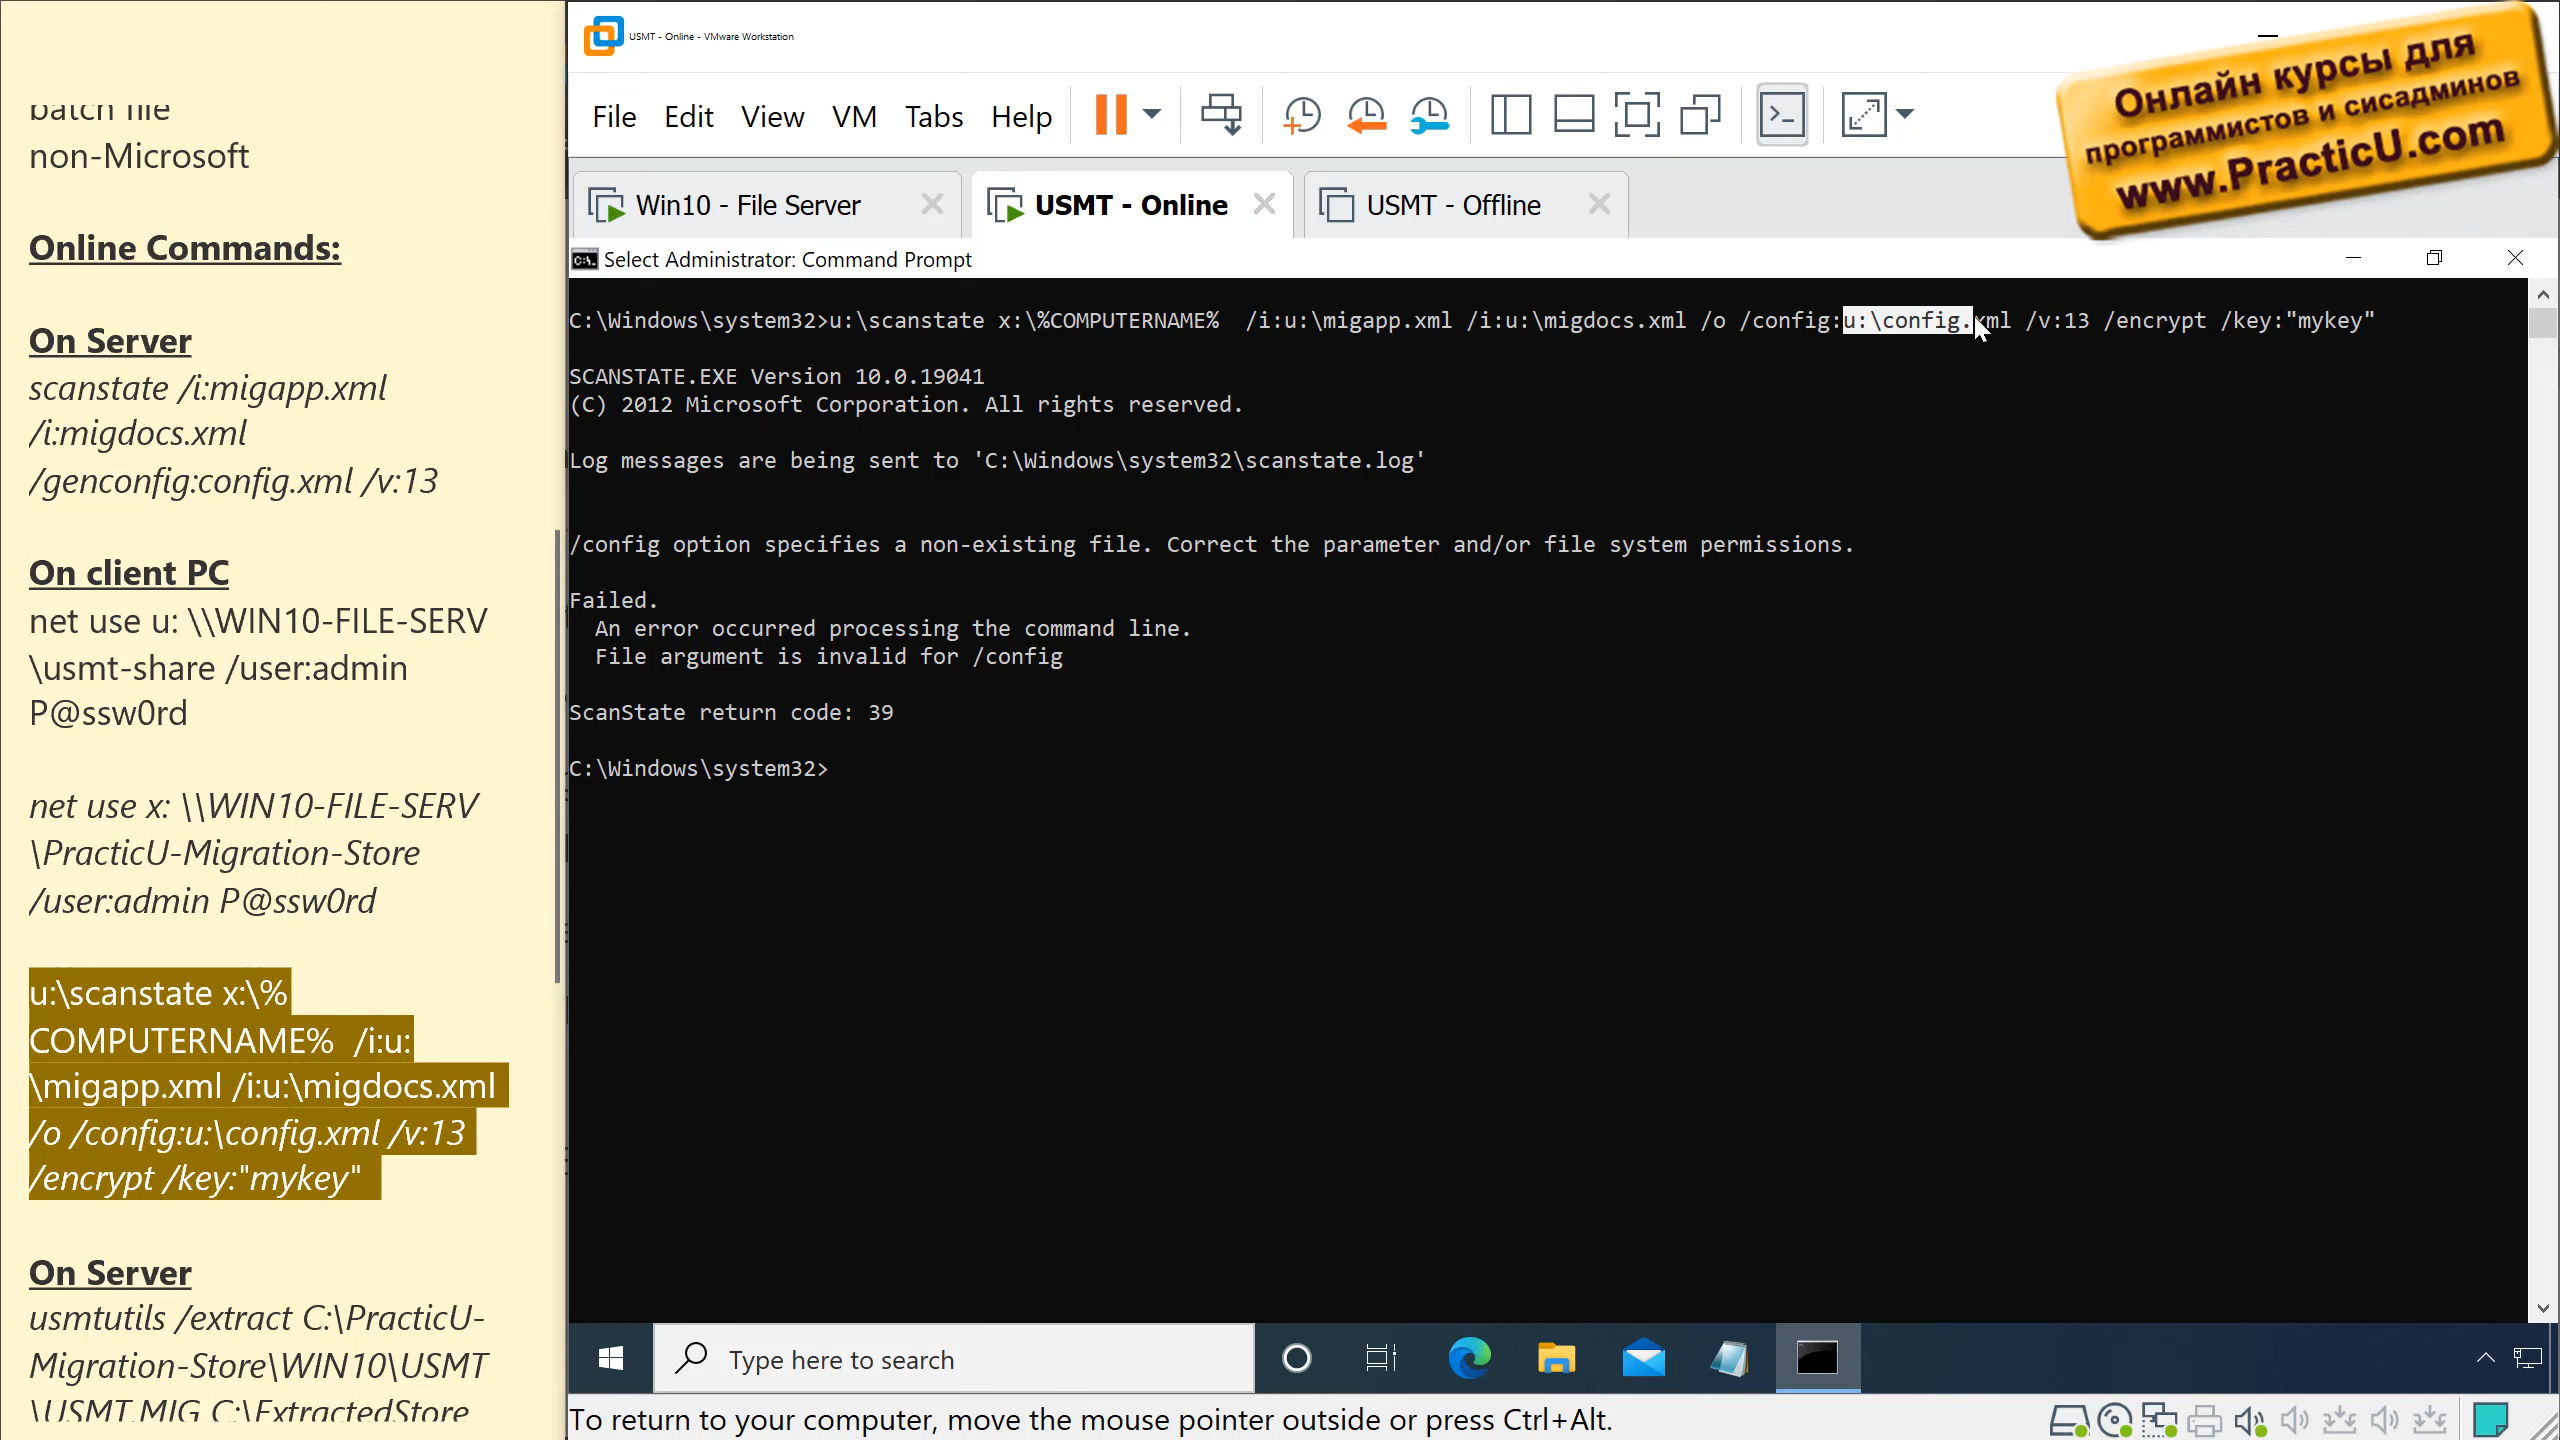 batch file
non-Microsoft
Online Commands:
On Server
scanstate /i:migapp.xml
/i:migdocs.xml
/genconfig:config.xml /v:13
On client PC
net use u: \\WIN10-FILE-SERV
\usmt-share /user:admin
P@ssw0rd
net use x: \\WIN10-FILE-SERV
\PracticU-Migration-Store
/user:admin P@ssw0rd
u:\scanstate x:\%
COMPUTERNAME%  /i:u:
\migapp.xml /i:u:\migdocs.xml
/o /config:u:\config.xml /v:13
/encrypt /key:"mykey"
On Server
usmtutils /extract C:\PracticU-
Migration-Store\WIN10\USMT
\USMT.MIG C:\ExtractedStore
USMT - Online - VMware Workstation
File Edit View VM Tabs Help
Win10 - File Server
USMT - Online
USMT - Offline
Онлайн курсы для
программистов и сисадминов
www.PracticU.com
Select Administrator: Command Prompt
C:\Windows\system32>u:\scanstate x:\%COMPUTERNAME%  /i:u:\migapp.xml /i:u:\migdocs.xml /o /config:u:\config.xml /v:13 /encrypt /key:"mykey"
SCANSTATE.EXE Version 10.0.19041
(C) 2012 Microsoft Corporation. All rights reserved.
Log messages are being sent to 'C:\Windows\system32\scanstate.log'
/config option specifies a non-existing file. Correct the parameter and/or file system permissions.
Failed.
An error occurred processing the command line.
File argument is invalid for /config
ScanState return code: 39
C:\Windows\system32>
Type here to search
To return to your computer, move the mouse pointer outside or press Ctrl+Alt.